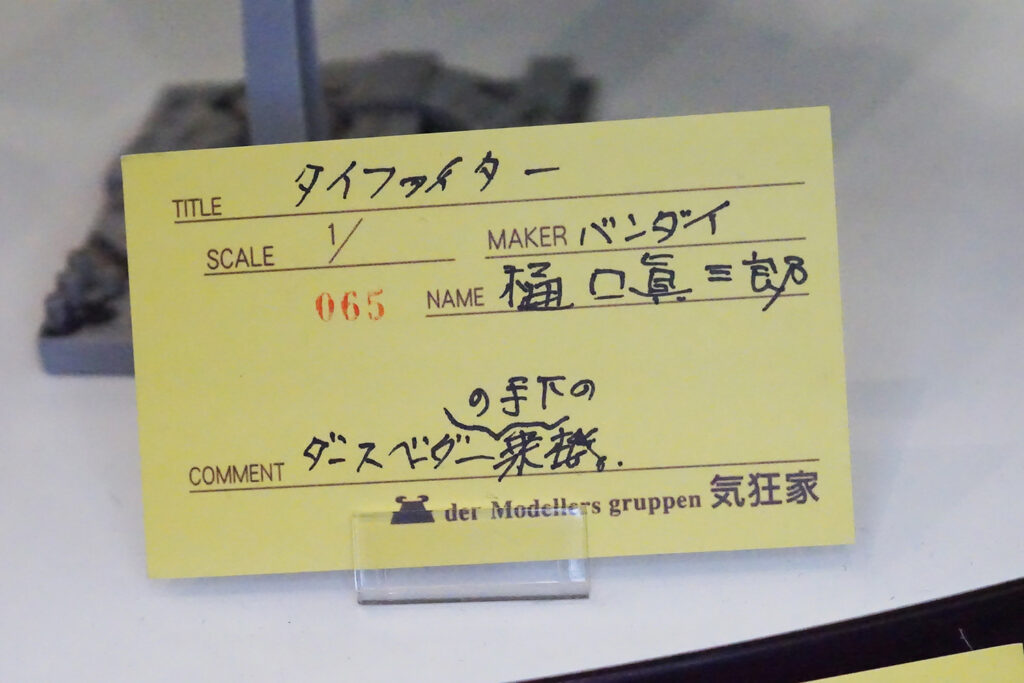 TITLE タイファイター
SCALE 1/ MAKER バンダイ
065 NAME 樋口眞三郎
の手下の
COMMENT ダースベーダー乗機。
der Modellers gruppen 気狂家